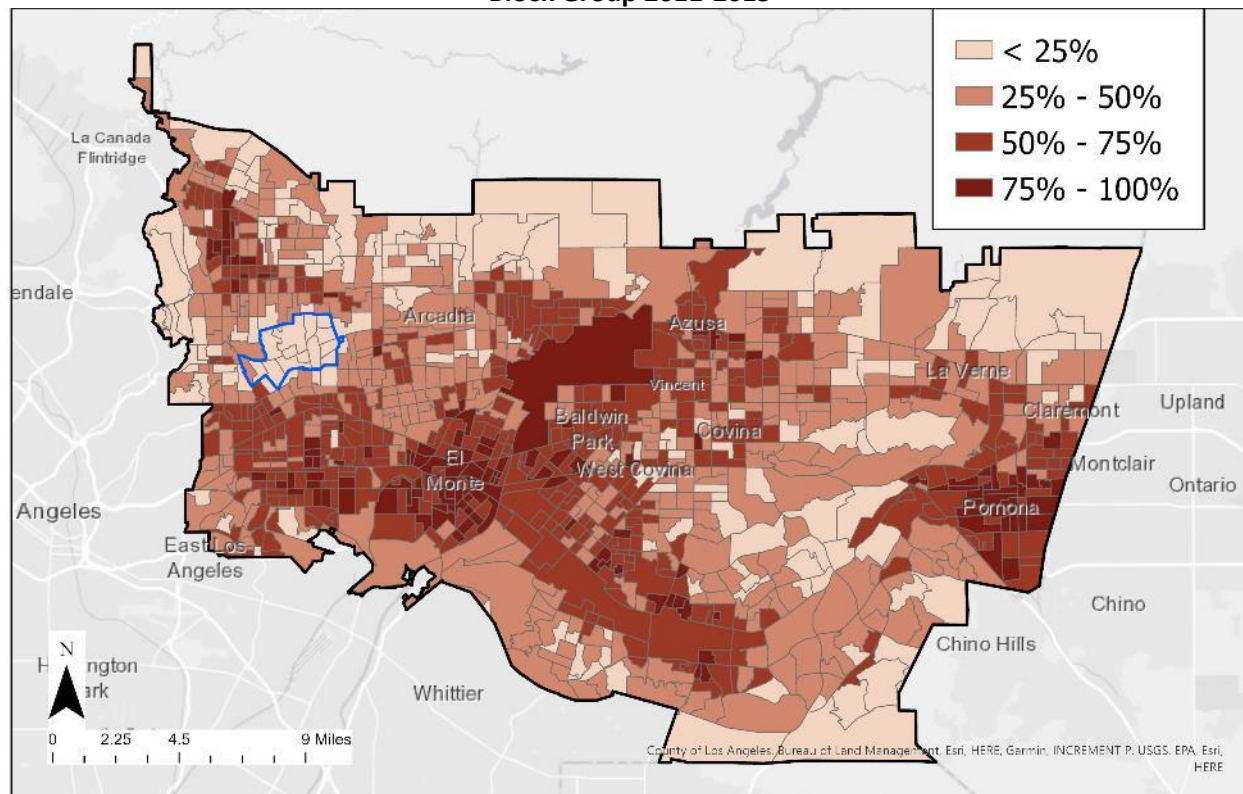 < 25%
25% - 50%
50% - 75%
75% - 100%
La Canada
Flintridge
endale
Arcadia
Azusa
Vincent
La Verne
Baldwin
Park
Covina
Claremont
Upland
West Covina
El
Monte
Montclair
Ontario
Pomona
Angeles
East Los
Angeles
Chino
Chino Hills
Whittier
N
0 2.25 4.5 9 Miles
County of Los Angeles, Bureau of Land Management, Esri, HERE, Garmin, INCREMENT P, USGS, EPA, Esri,
HERE